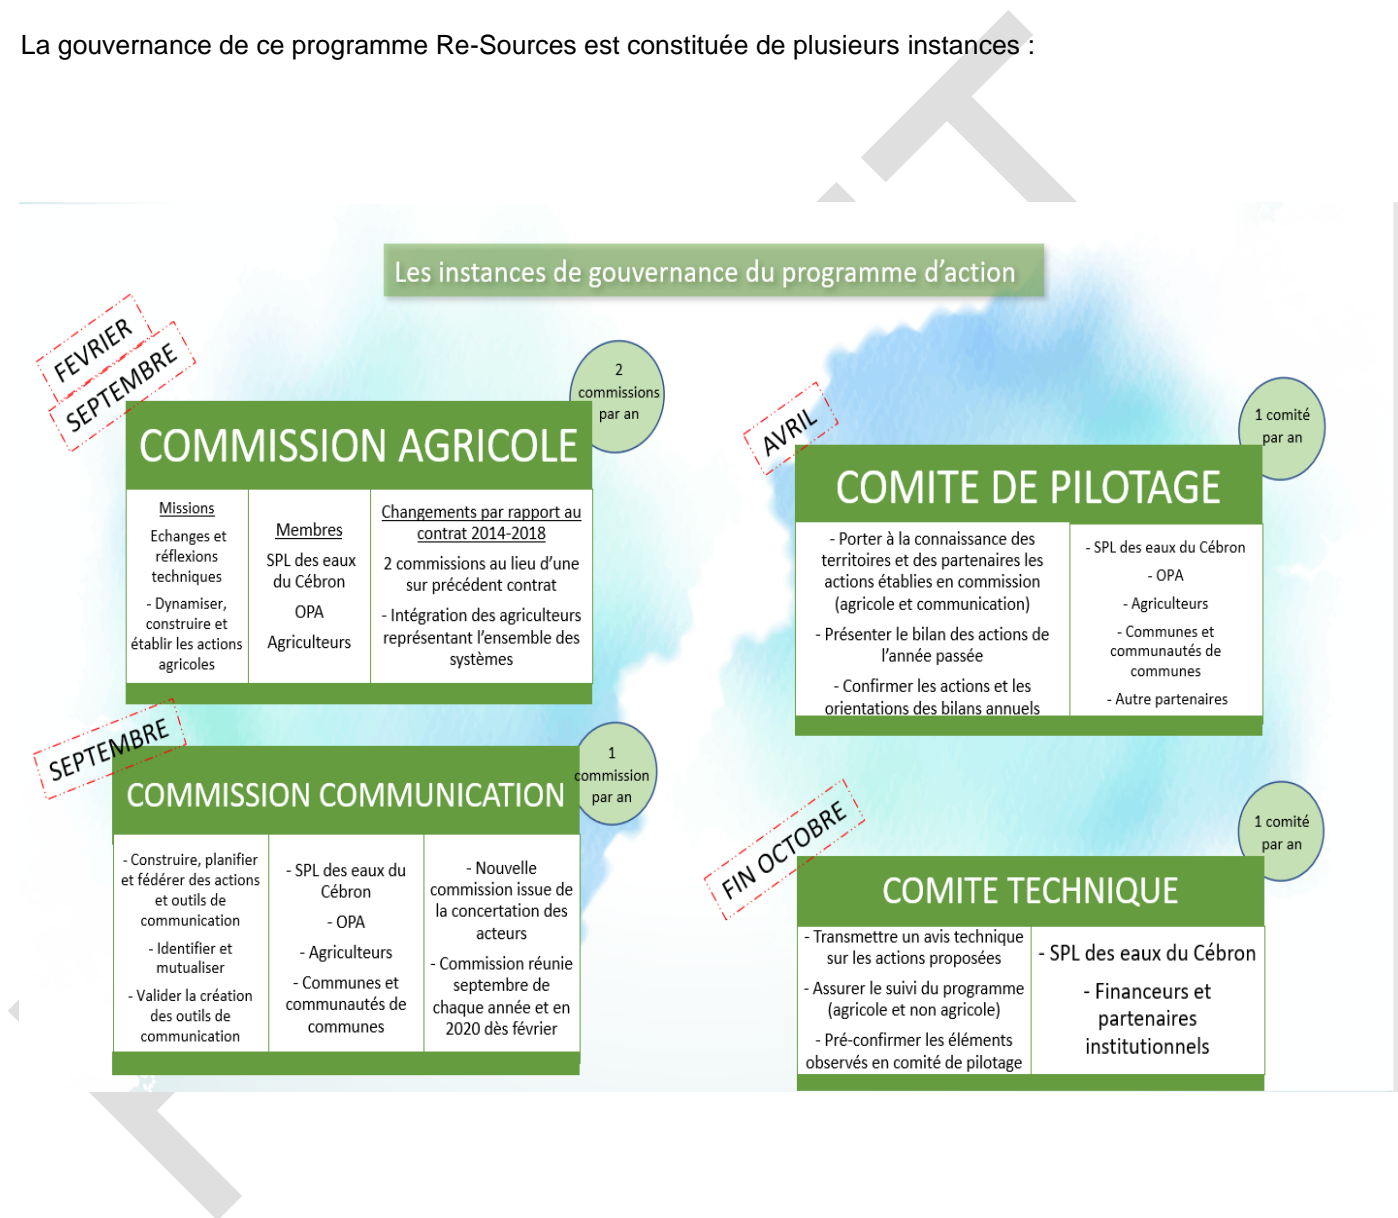 La gouvernance de ce programme Re-Sources est constituée de plusieurs instances :
Les instances de gouvernance du programme d’action
FEVRIER
SEPTEMBRE
2
commissions
par an
COMMISSION AGRICOLE
Missions
Echanges et
réflexions
techniques
- Dynamiser,
construire et
établir les actions
agricoles
Membres
SPL des eaux
du Cébron
OPA
Agriculteurs
Changements par rapport au
contrat 2014-2018
2 commissions au lieu d’une
sur précédent contrat
- Intégration des agriculteurs
représentant l’ensemble des
systèmes
AVRIL
1 comité
par an
COMITE DE PILOTAGE
- Porter à la connaissance des
territoires et des partenaires les
actions établies en commission
(agricole et communication)
- Présenter le bilan des actions de
l’année passée
- Confirmer les actions et les
orientations des bilans annuels
- SPL des eaux du Cébron
- OPA
- Agriculteurs
- Communes et
communautés de
communes
- Autre partenaires
SEPTEMBRE
1
commission
par an
COMMISSION COMMUNICATION
- Construire, planifier
et fédérer des actions
et outils de
communication
- Identifier et
mutualiser
- Valider la création
des outils de
communication
- SPL des eaux du
Cébron
- OPA
- Agriculteurs
- Communes et
communautés de
communes
- Nouvelle
commission issue de
la concertation des
acteurs
- Commission réunie
septembre de
chaque année et en
2020 dès février
FIN OCTOBRE
1 comité
par an
COMITE TECHNIQUE
- Transmettre un avis technique
sur les actions proposées
- Assurer le suivi du programme
(agricole et non agricole)
- Pré-confirmer les éléments
observés en comité de pilotage
- SPL des eaux du Cébron
- Financeurs et
partenaires
institutionnels